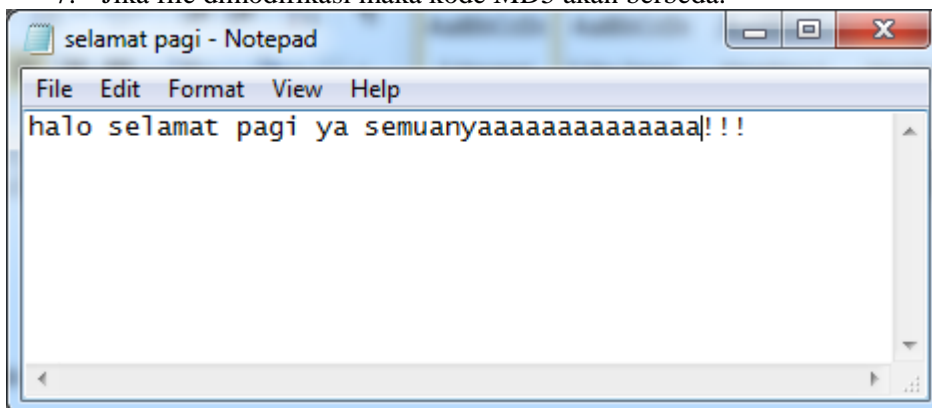 7. Jika file dimodifikasi maka kode MD5 akan berbeda.
selamat pagi - Notepad
File Edit Format View Help
halo selamat pagi ya semuanyaaaaaaaaaaaaaa!!!